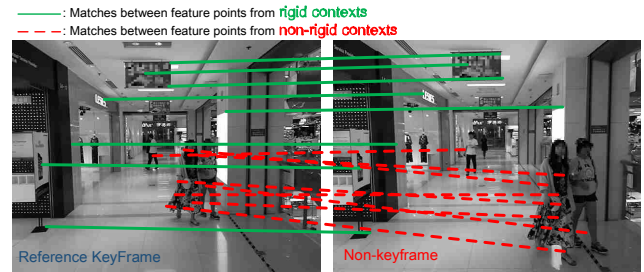 : Matches between feature points from rigid contexts
: Matches between feature points from non-rigid contexts
Reference KeyFrame
Non-keyframe